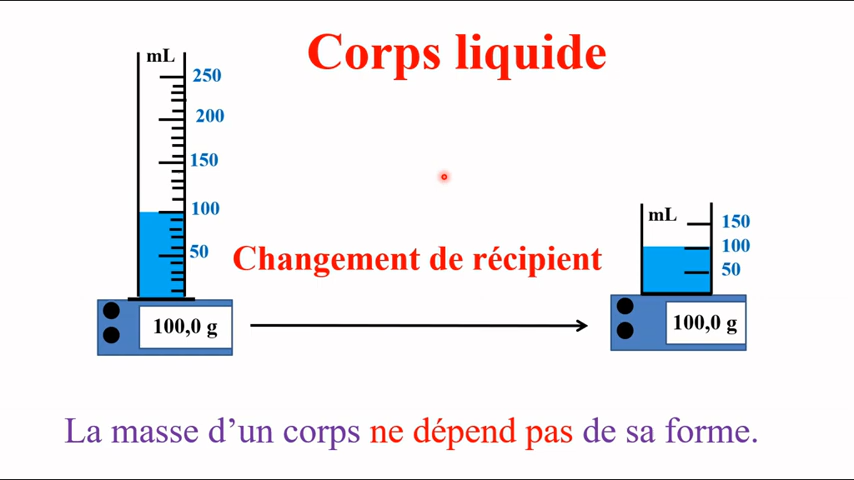 Corps liquide
mL
250
200
150
100
50
mL
150
100
50
Changement de récipient
100,0 g
100,0 g
La masse d’un corps ne dépend pas de sa forme.